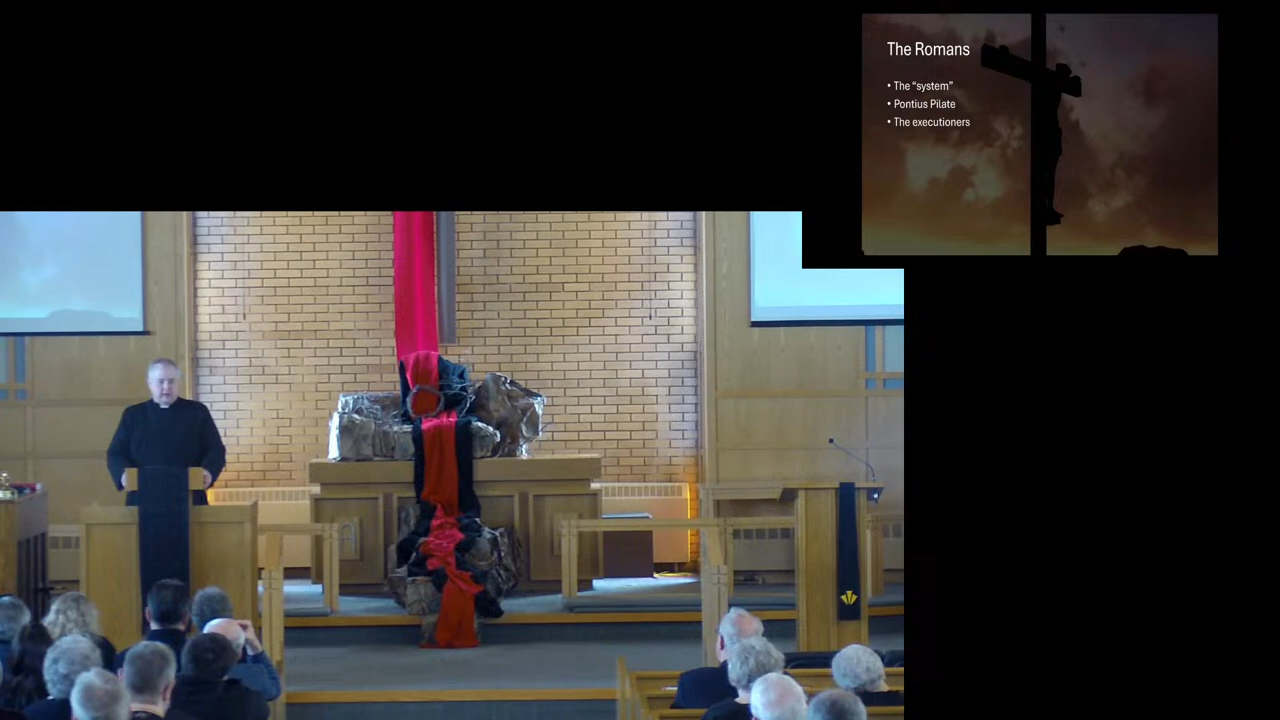 The Romans
• The “system”
• Pontius Pilate
• The executioners